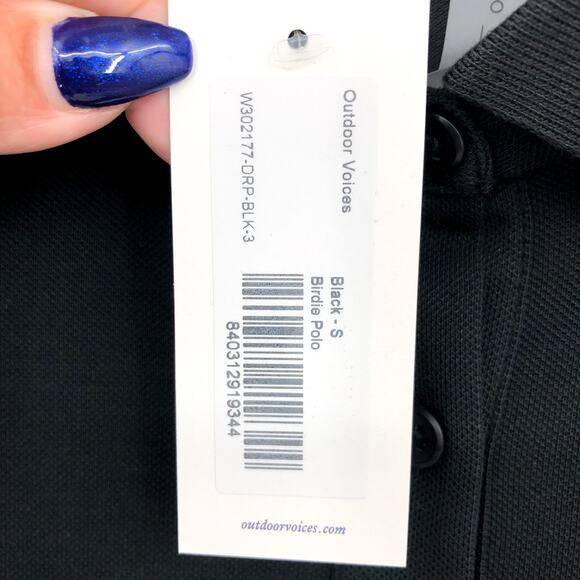 Outdoor Voices
Black - S
Birdie Polo
W302177-DRP-BLK-3
840312919344
outdoorvoices.com